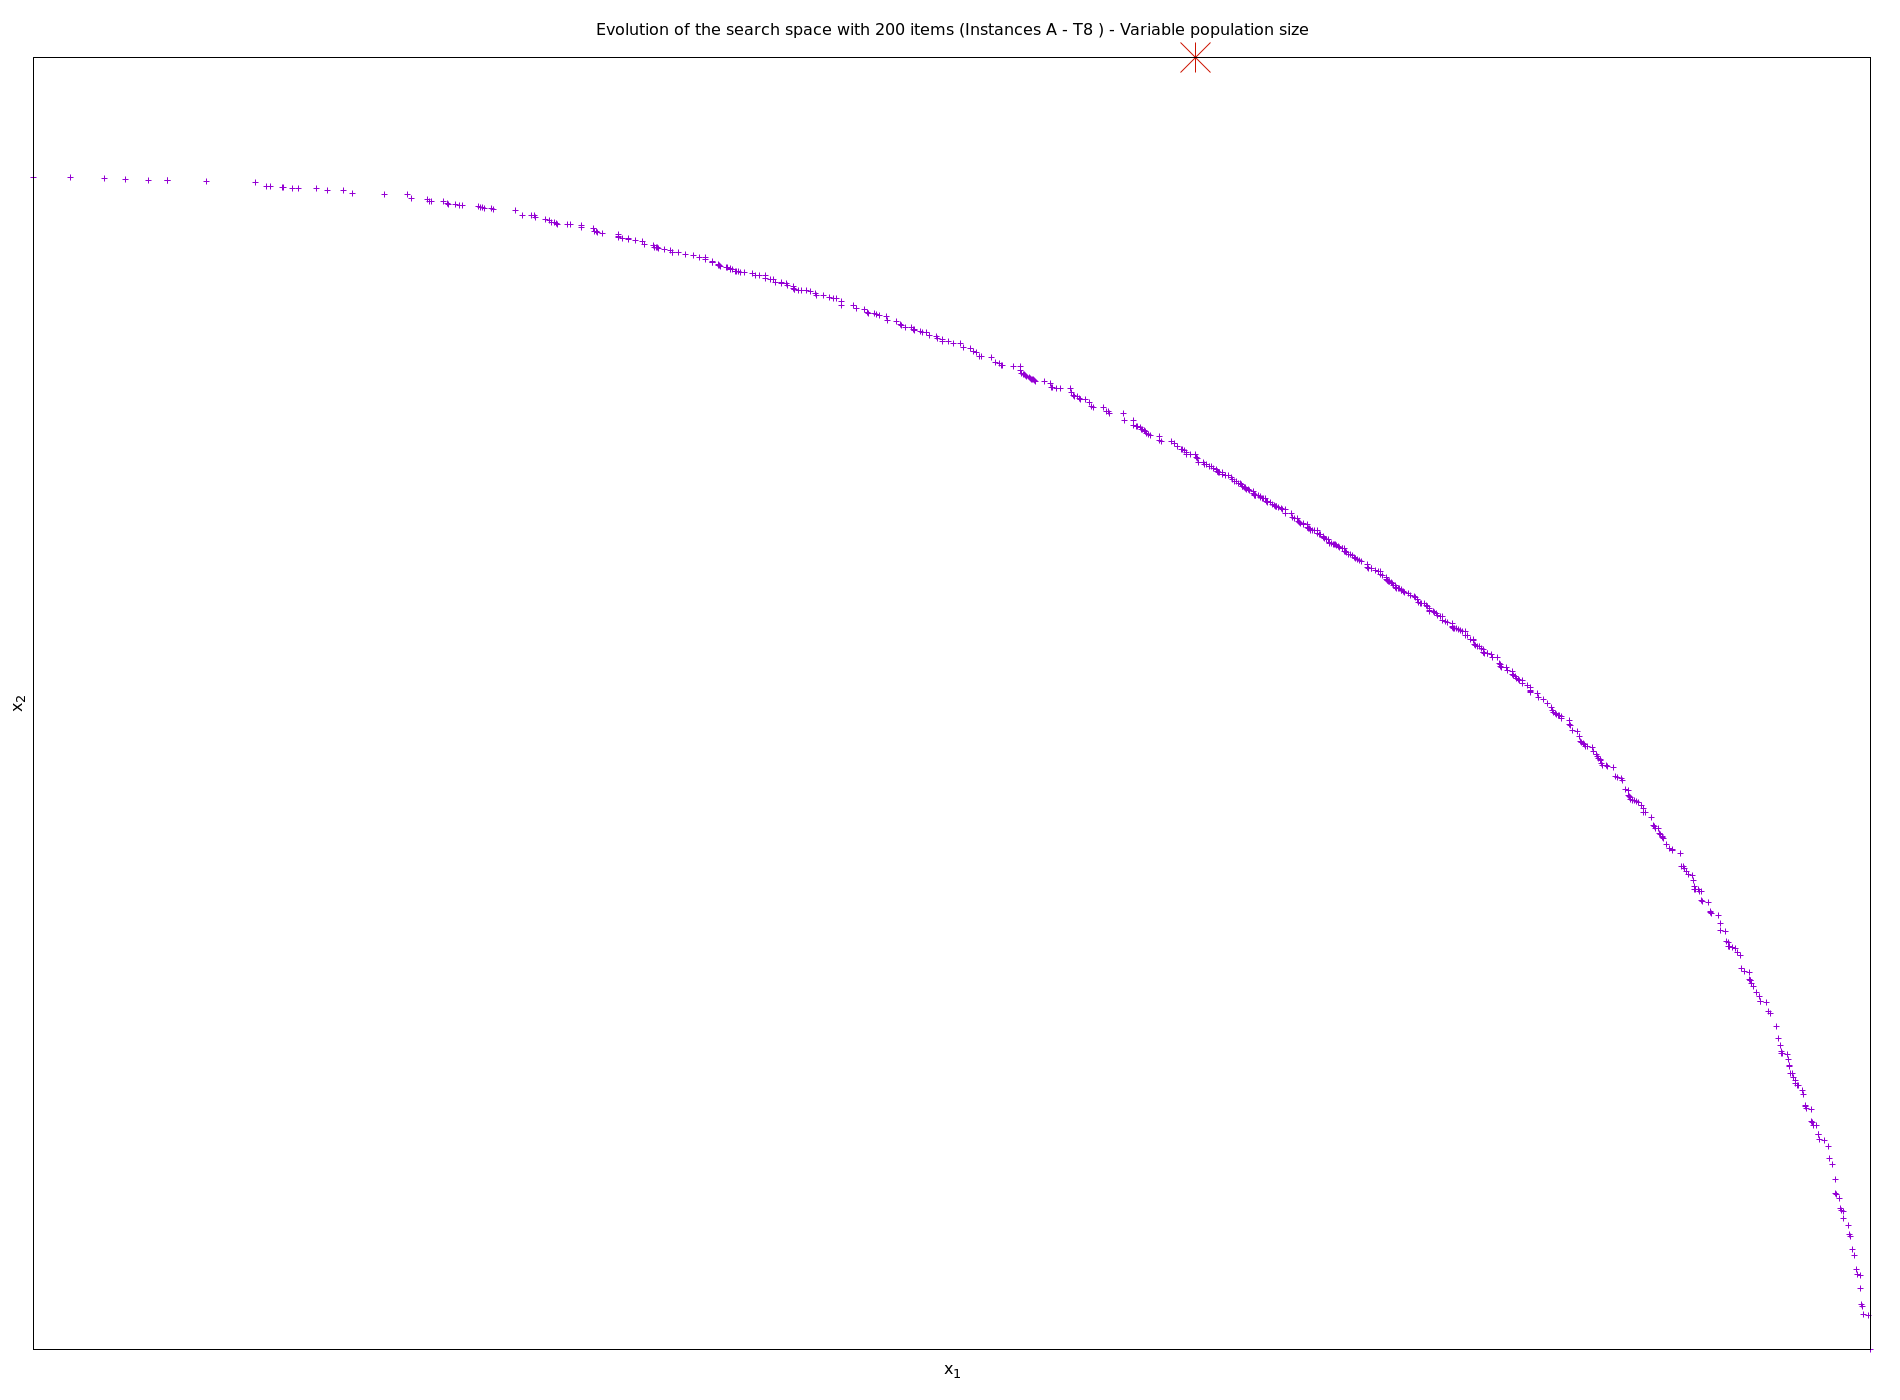 Evolution of the search space with 200 items (Instances A - T8 ) - Variable population size
x2
x1